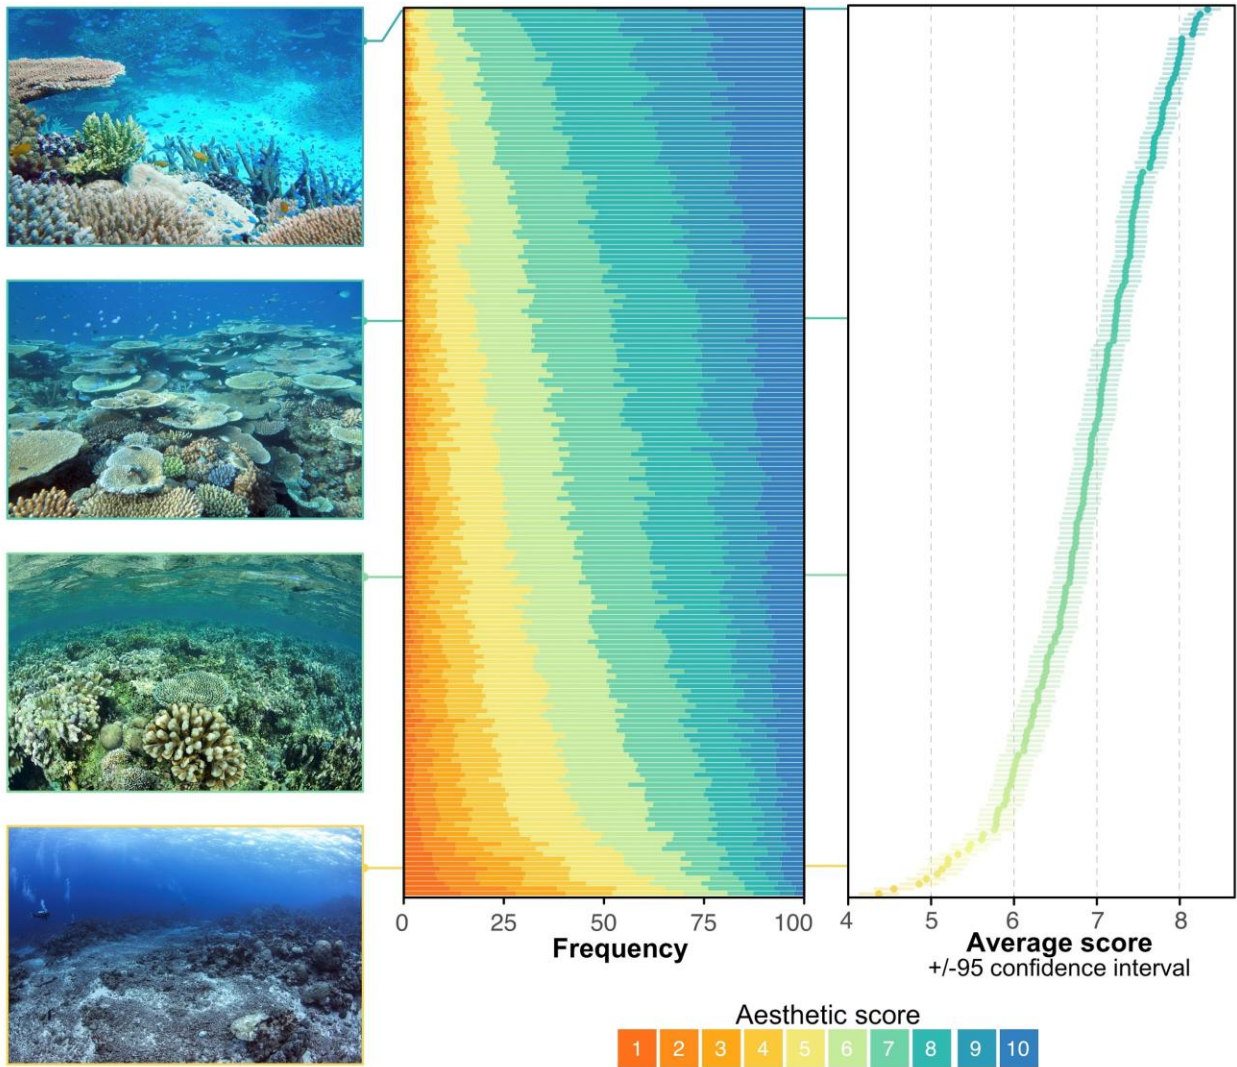 0 25 50 75 100
Frequency
4 5 6 7 8
Average score
+/-95 confidence interval
Aesthetic score
1 2 3 4 5 6 7 8 9 10